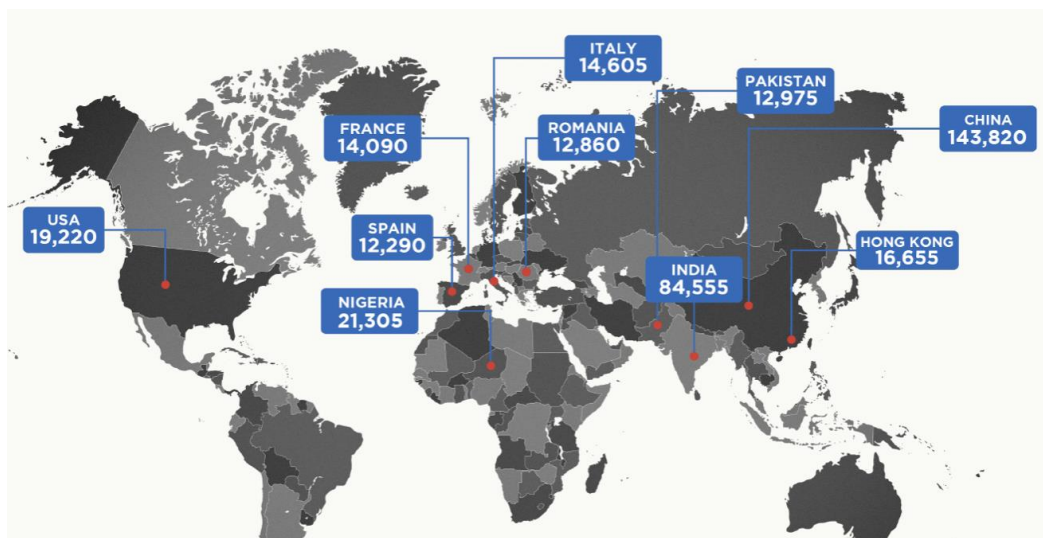 ITALY
14,605
PAKISTAN
12,975
CHINA
143,820
FRANCE
14,090
ROMANIA
12,860
USA
19,220
SPAIN
12,290
HONG KONG
16,655
INDIA
84,555
NIGERIA
21,305